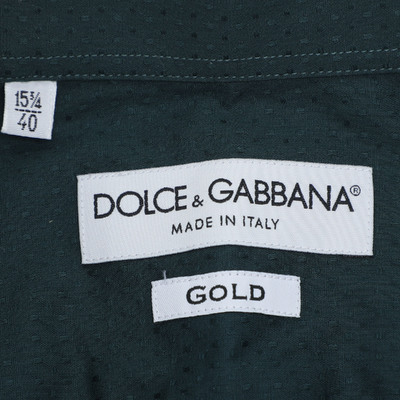 15¾
40
DOLCE & GABBANA®
MADE IN ITALY
GOLD